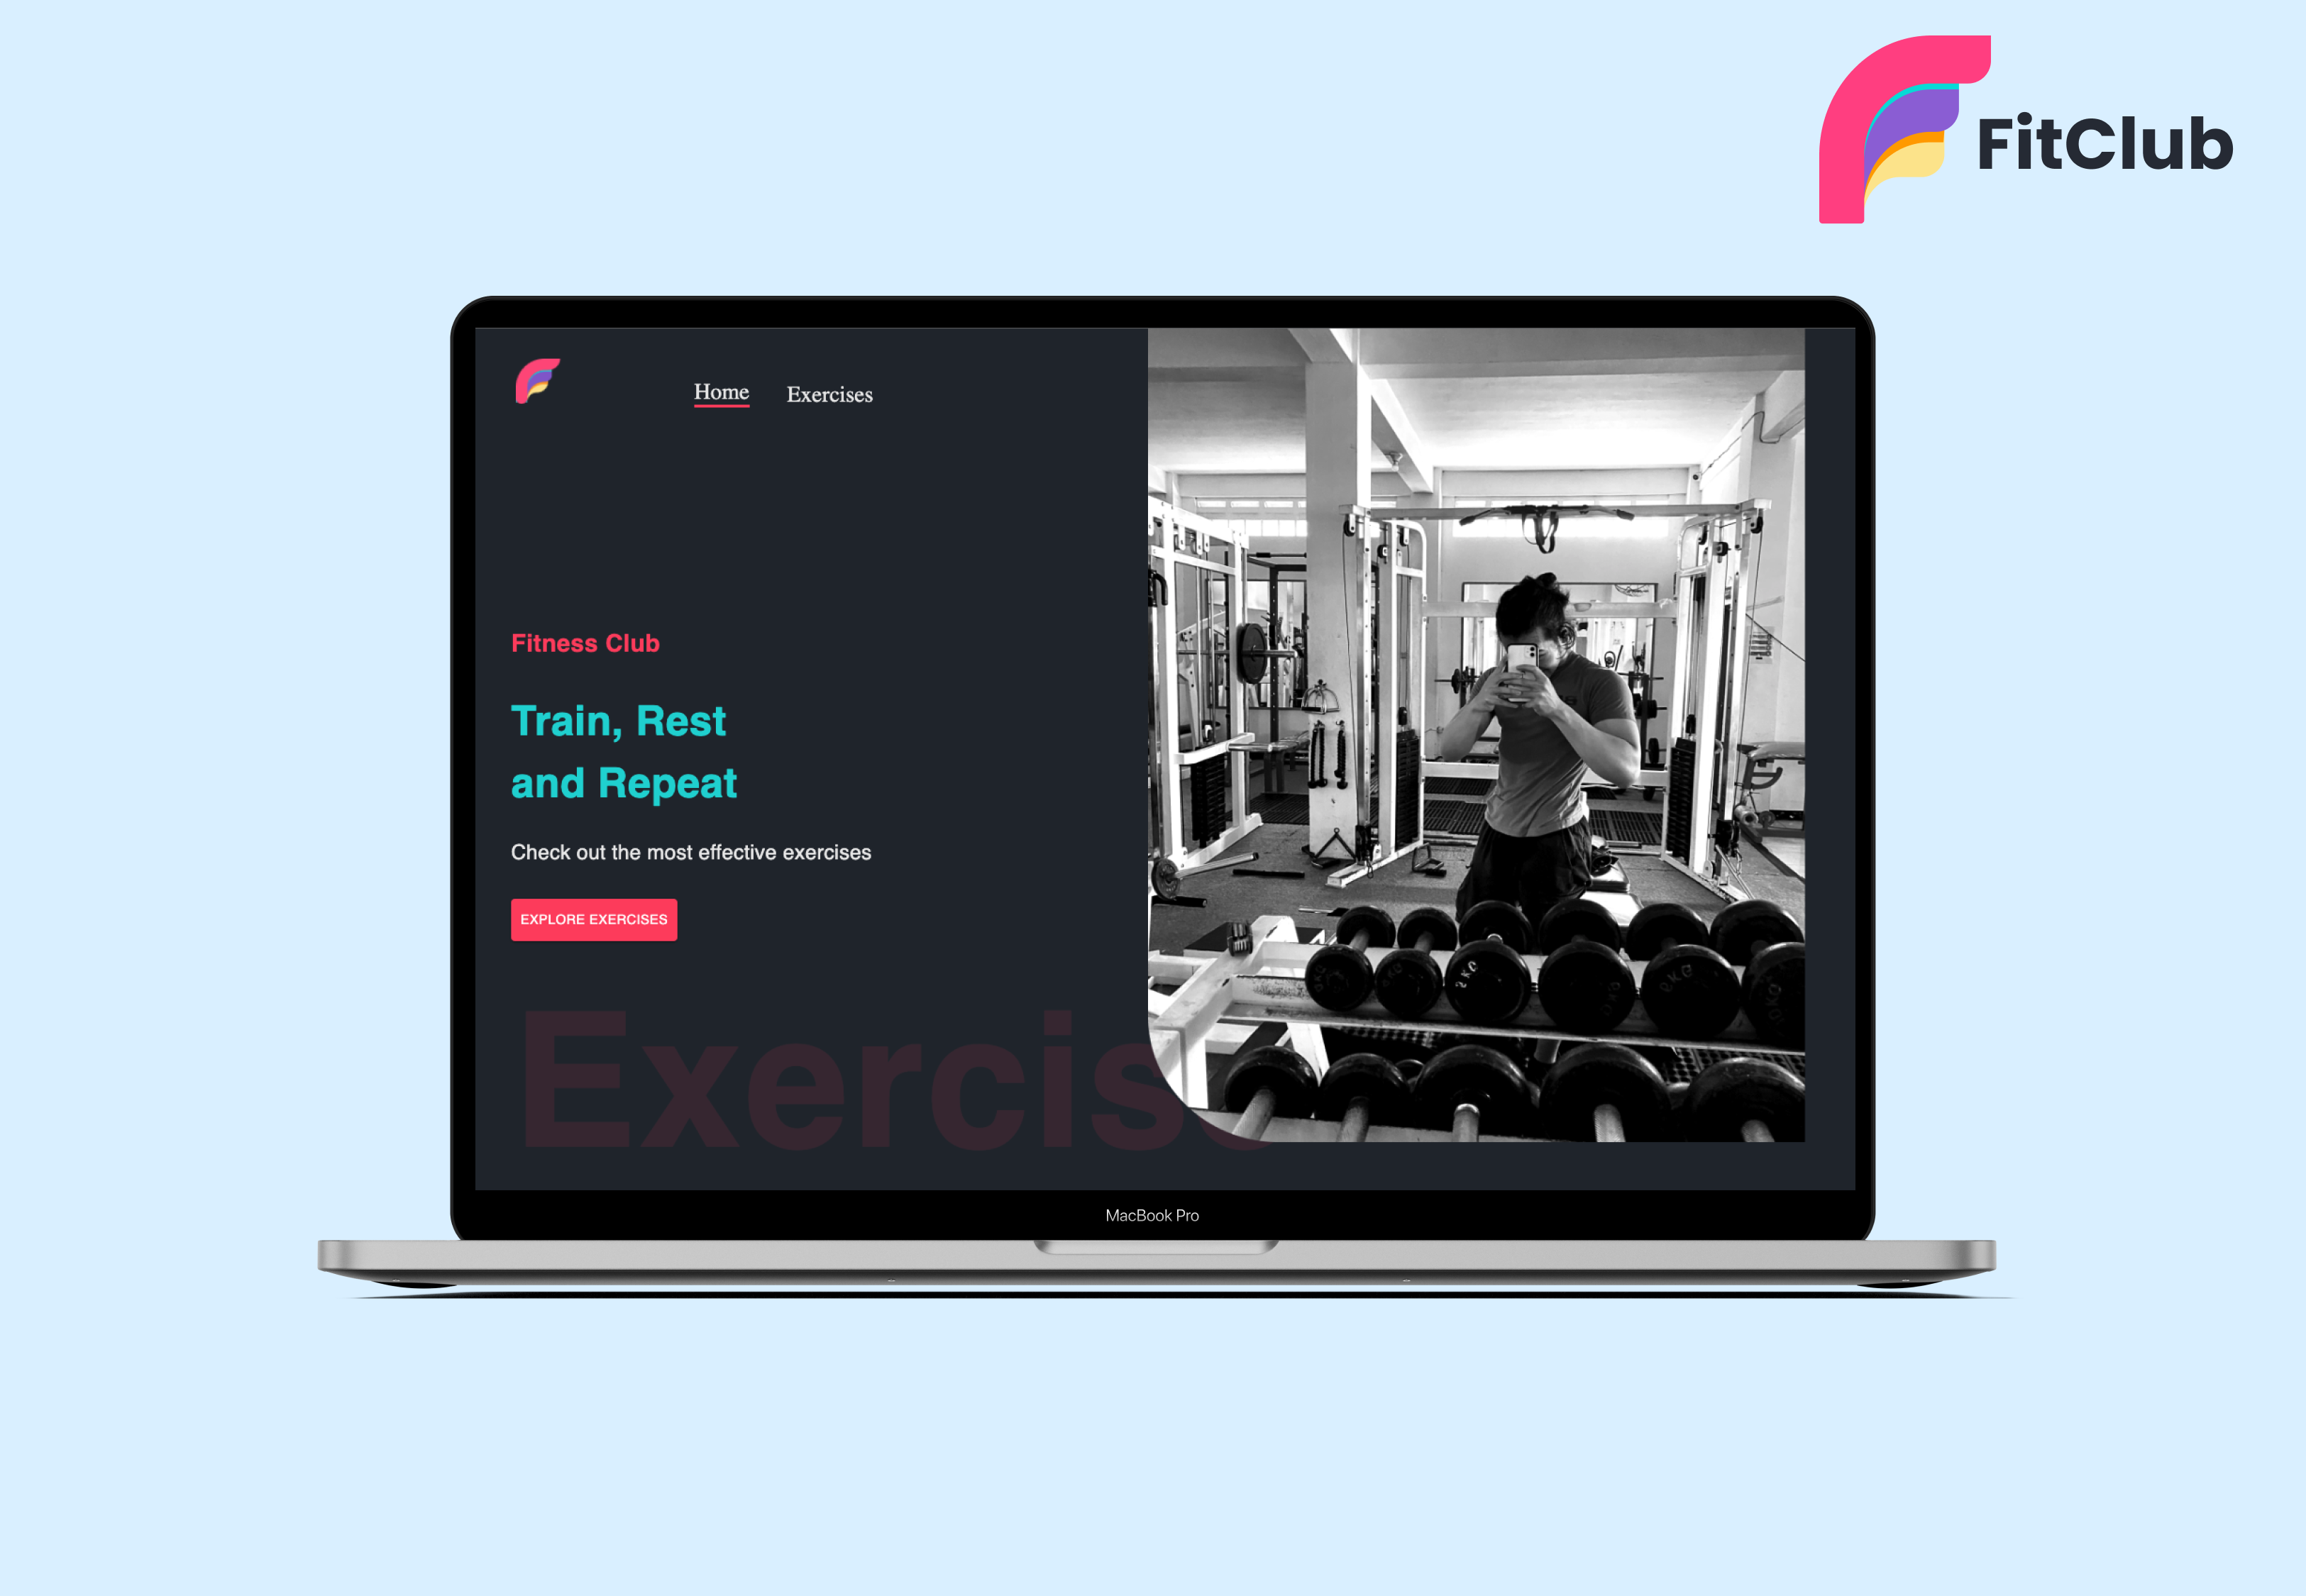 FitClub
Home Exercises
Fitness Club
Train, Rest
and Repeat
Check out the most effective exercises
EXPLORE EXERCISES
Exercise
MacBook Pro